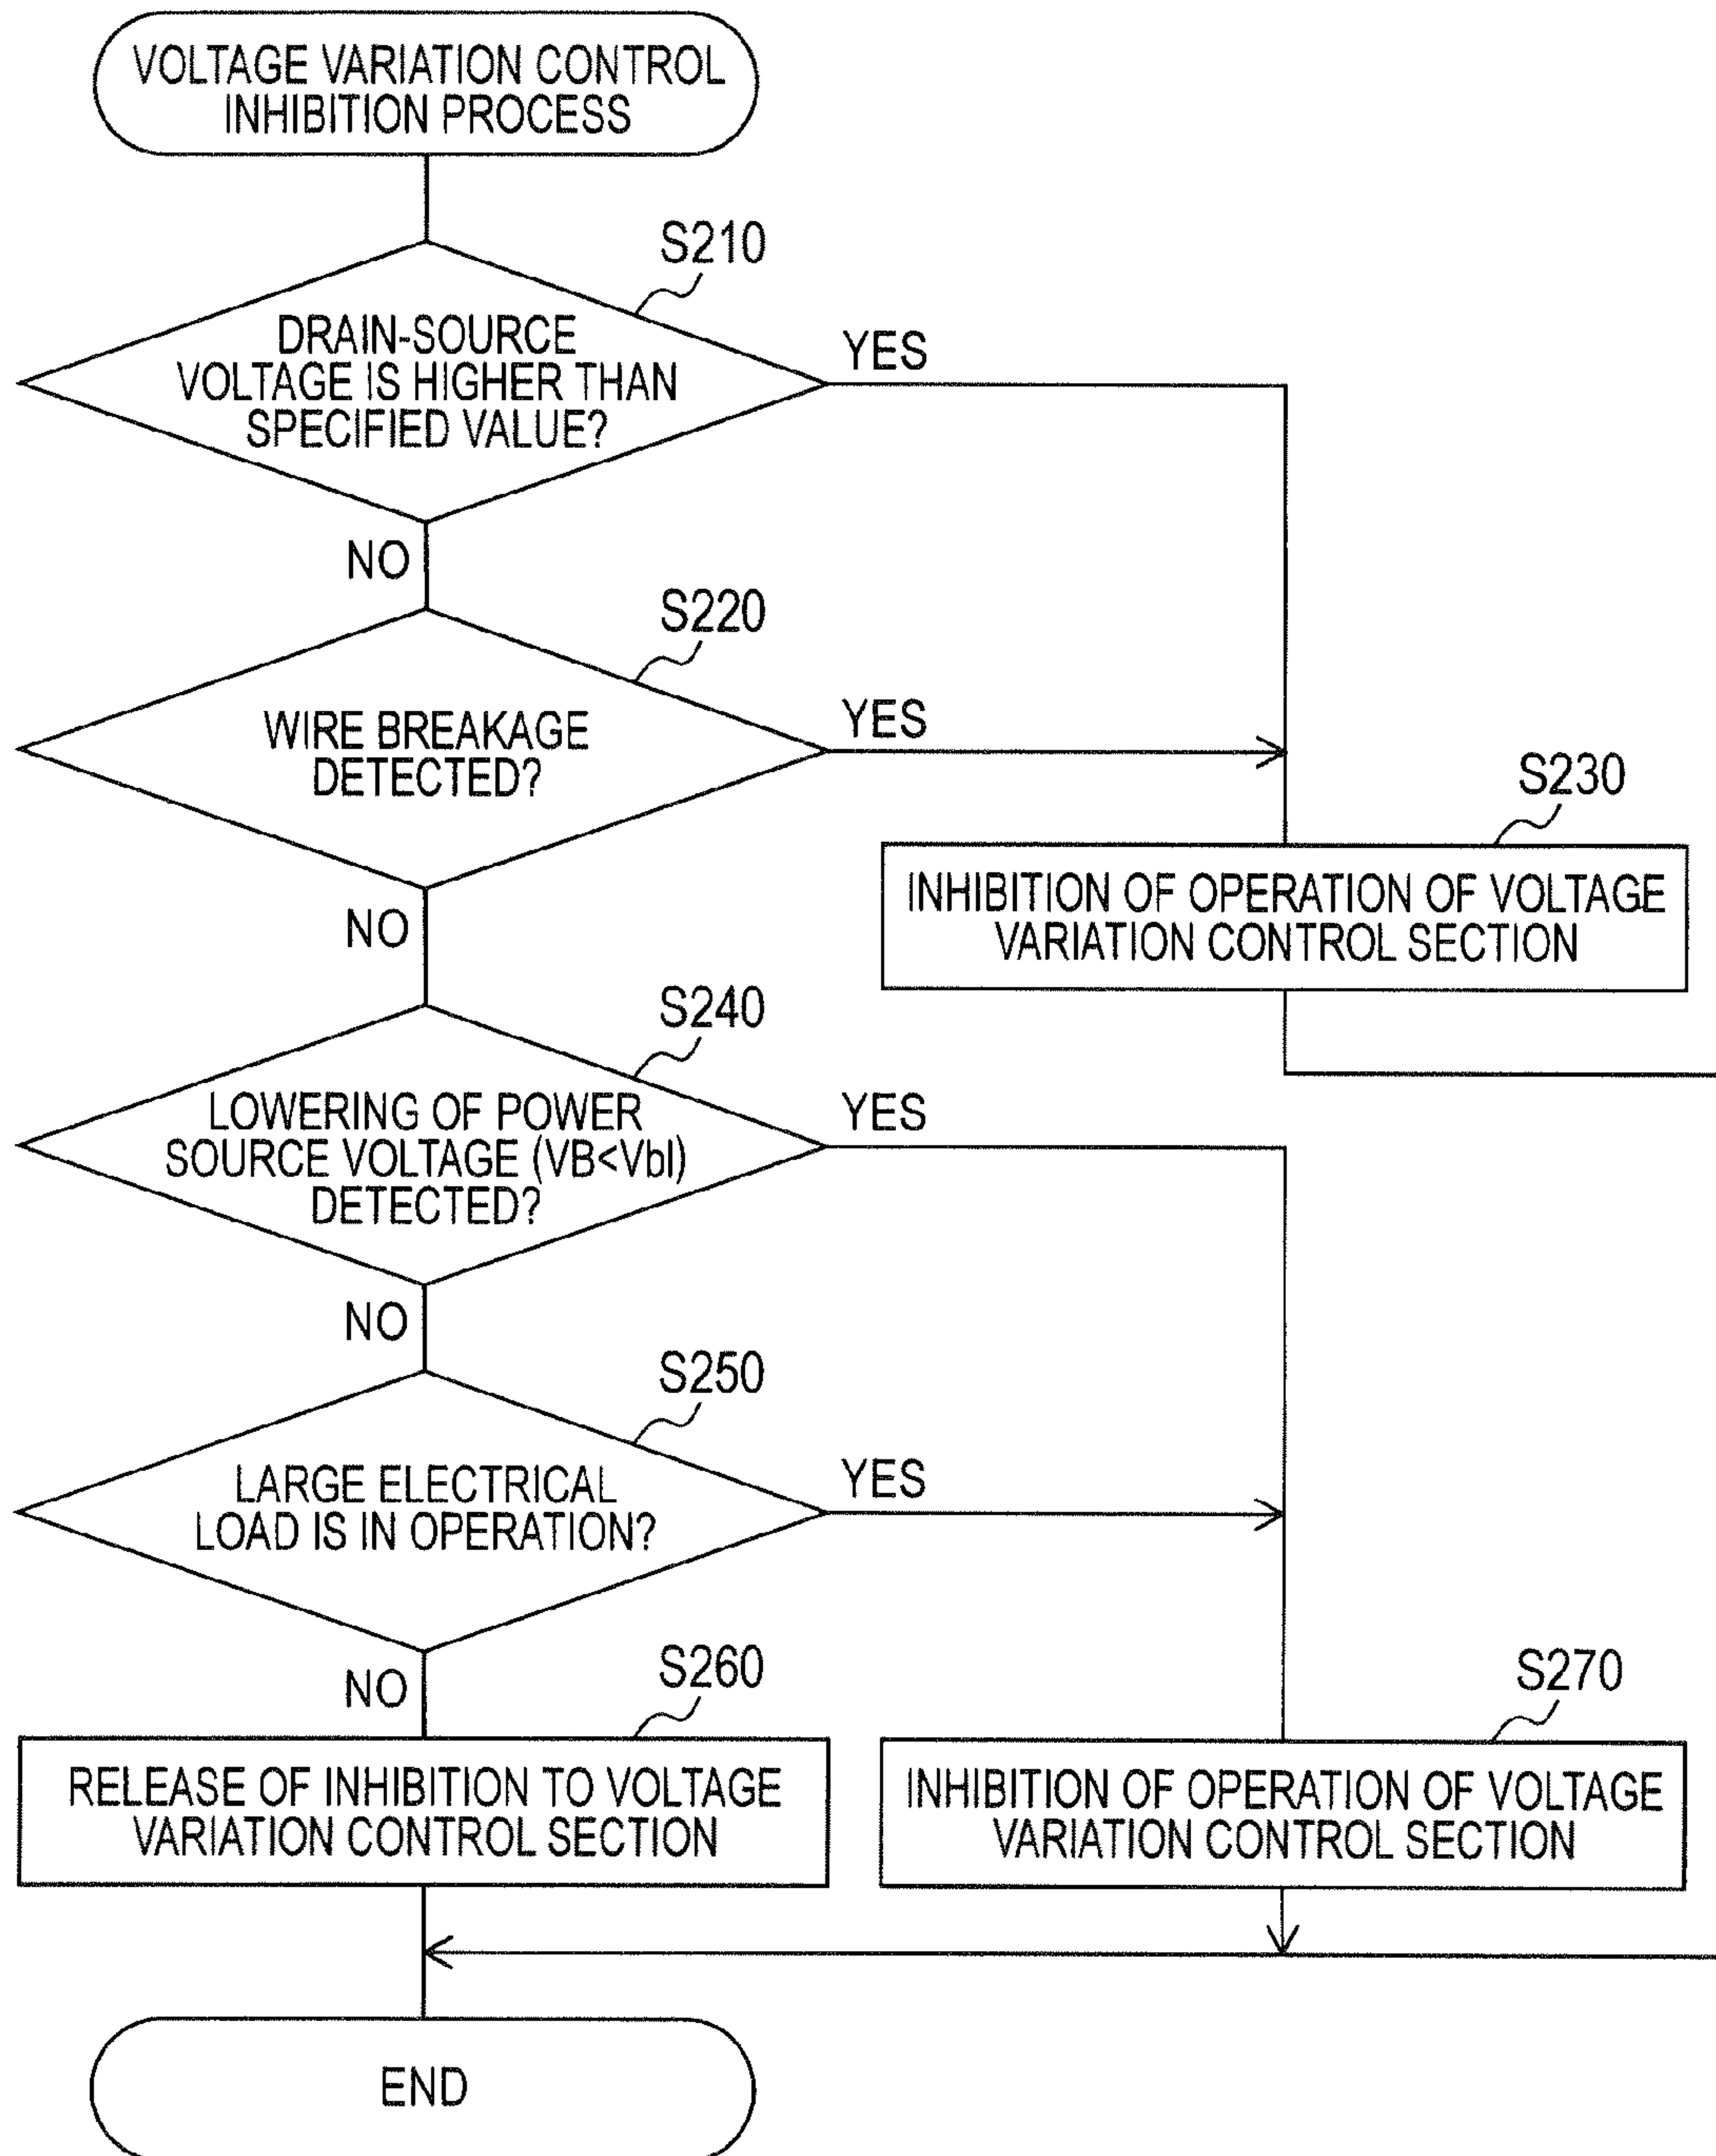 VOLTAGE VARIATION CONTROL
INHIBITION PROCESS
S210
DRAIN-SOURCE
VOLTAGE IS HIGHER THAN
SPECIFIED VALUE?
YES
NO
S220
WIRE BREAKAGE
DETECTED?
YES
NO
S230
INHIBITION OF OPERATION OF VOLTAGE
VARIATION CONTROL SECTION
S240
LOWERING OF POWER
SOURCE VOLTAGE (VB<Vbl)
DETECTED?
YES
NO
S250
LARGE ELECTRICAL
LOAD IS IN OPERATION?
YES
NO
S260
RELEASE OF INHIBITION TO VOLTAGE
VARIATION CONTROL SECTION
S270
INHIBITION OF OPERATION OF VOLTAGE
VARIATION CONTROL SECTION
END